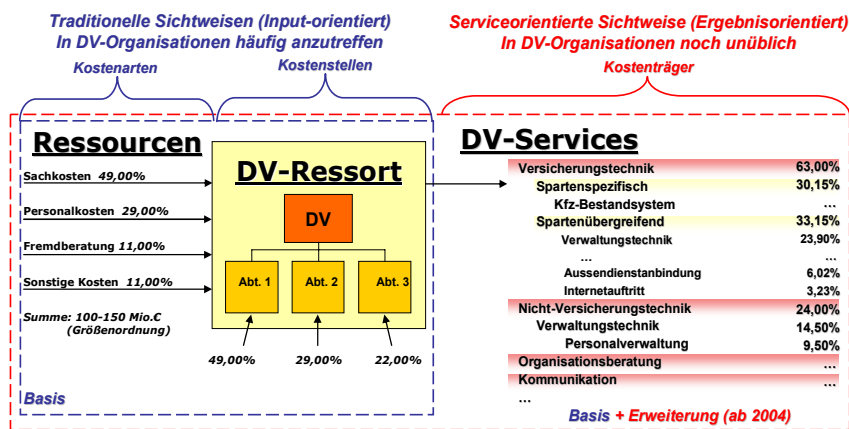 Traditionelle Sichtweisen (Input-orientiert)
In DV-Organisationen häufig anzutreffen
Kostenarten
Kostenstellen
Serviceorientierte Sichtweise (Ergebnisorientiert)
In DV-Organisationen noch unüblich
Kostenträger
Ressourcen
Sachkosten 49,00%
Personalkosten 29,00%
Fremdberatung 11,00%
Sonstige Kosten 11,00%
Summe: 100-150 Mio.€
(Größenordnung)
Basis
DV-Ressort
DV
Abt. 1 Abt. 2 Abt. 3
49,00% 29,00% 22,00%
DV-Services
Versicherungstechnik 63,00%
Spartenspezifisch 30,15%
Kfz-Bestandsystem ...
Spartenübergreifend 33,15%
Verwaltungstechnik 23,90%
... ...
Aussendienstanbindung 6,02%
Internetauftritt 3,23%
Nicht-Versicherungstechnik 24,00%
Verwaltungstechnik 14,50%
Personalverwaltung 9,50%
Organisationsberatung ...
Kommunikation ...
...
Basis + Erweiterung (ab 2004)